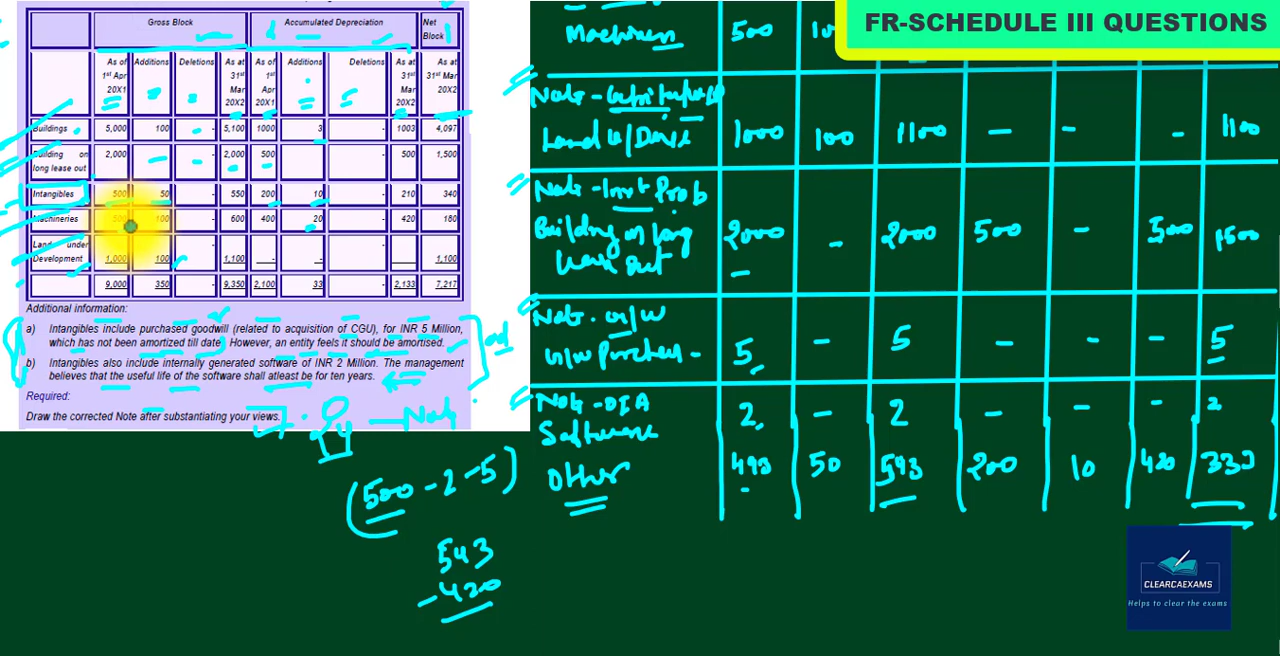 FR-SCHEDULE III QUESTIONS
Gross Block Accumulated Depreciation Net Block
As of 1st Apr 20X1 Additions Deletions As at 31st Mar 20X2 As of 1st Apr 20X1 Additions Deletions As at 31st Mar 20X2 As at 31st Mar 20X2
Buildings 5,000 100 - 5,100 1000 3 - 1003 4,097
Building on long lease out 2,000 - 2,000 500 - 500 1,500
Intangibles 500 50 - 550 200 10 - 210 340
Machineries 500 100 - 600 400 20 - 420 180
Land under Development 1,000 100 - 1,100 - - - 1,100
9,000 350 9,350 2,100 33 2,133 7,217
Additional information:
a) Intangibles include purchased goodwill (related to acquisition of CGU), for INR 5 Million,
which has not been amortized till date. However, an entity feels it should be amortised.
b) Intangibles also include internally generated software of INR 2 Million. The management
believes that the useful life of the software shall atleast be for ten years.
Required:
Draw the corrected Note after substantiating your views.
(500 - 2 - 5)
543
- 420
Machinery 500 10
Land U/Deve 1000 100 1100 - - - 1100
Note - Invt Prob
Building on long 2000 - 2000 500 - 500 1500
Note - G/W
G/W Purchase - 5 - 5 - - - 5
Note - OIA
Software 2 - 2 - - - 2
Other 493 50 543 200 10 420 333
CLEARCAEXAMS
Helps to clear the exams